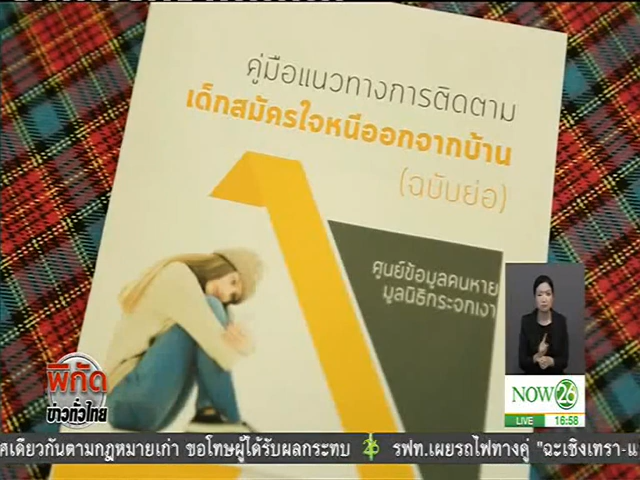 คู่มือแนวทางการติดตาม
เด็กสมัครใจหนีออกจากบ้าน
(ฉบับย่อ)
ศูนย์ข้อมูลคนหาย
มูลนิธิกระจกเงา
พิกัด
ข่าวทั่วไทย
NOW26
LIVE 16:58
ศเดียวกันตามกฎหมายเก่า ขอโทษผู้ได้รับผลกระทบ 26 รฟท.เผยรถไฟทางคู่ "ฉะเชิงเทรา-แ